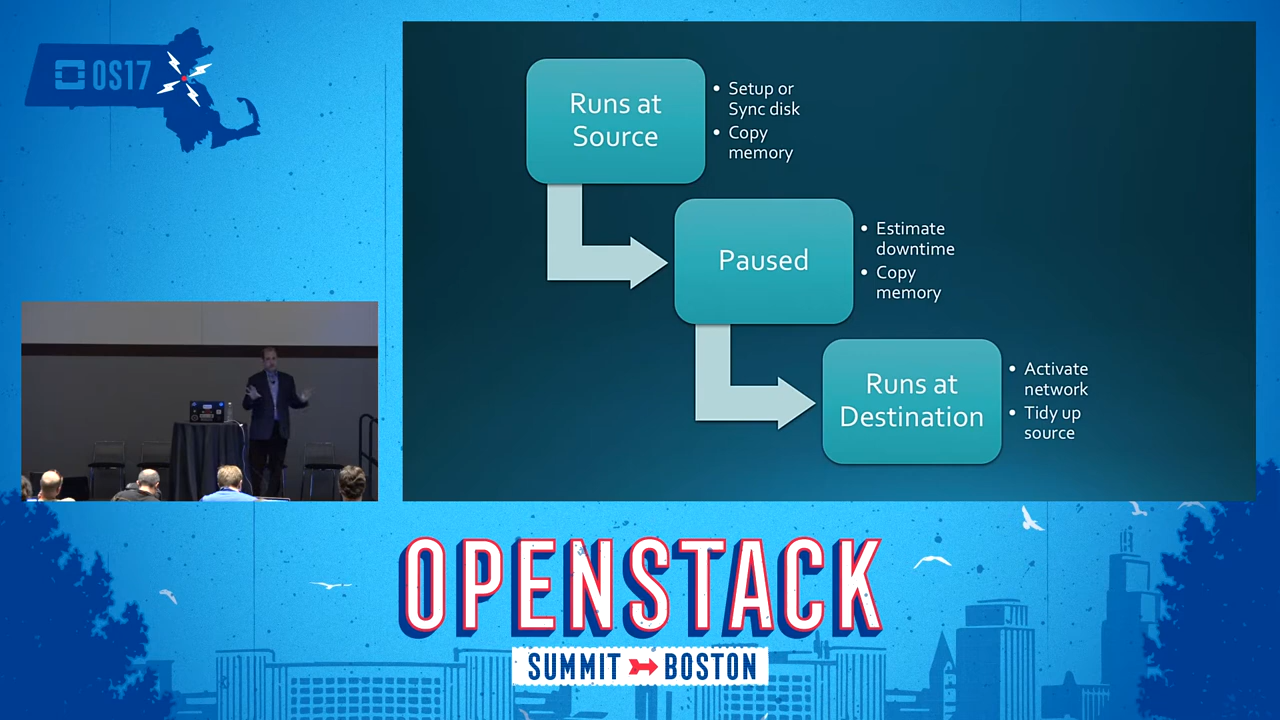 OS17
Runs at
Source
• Setup or
Sync disk
• Copy
memory
Paused
• Estimate
downtime
• Copy
memory
Runs at
Destination
• Activate
network
• Tidy up
source
OPENSTACK
SUMMIT BOSTON